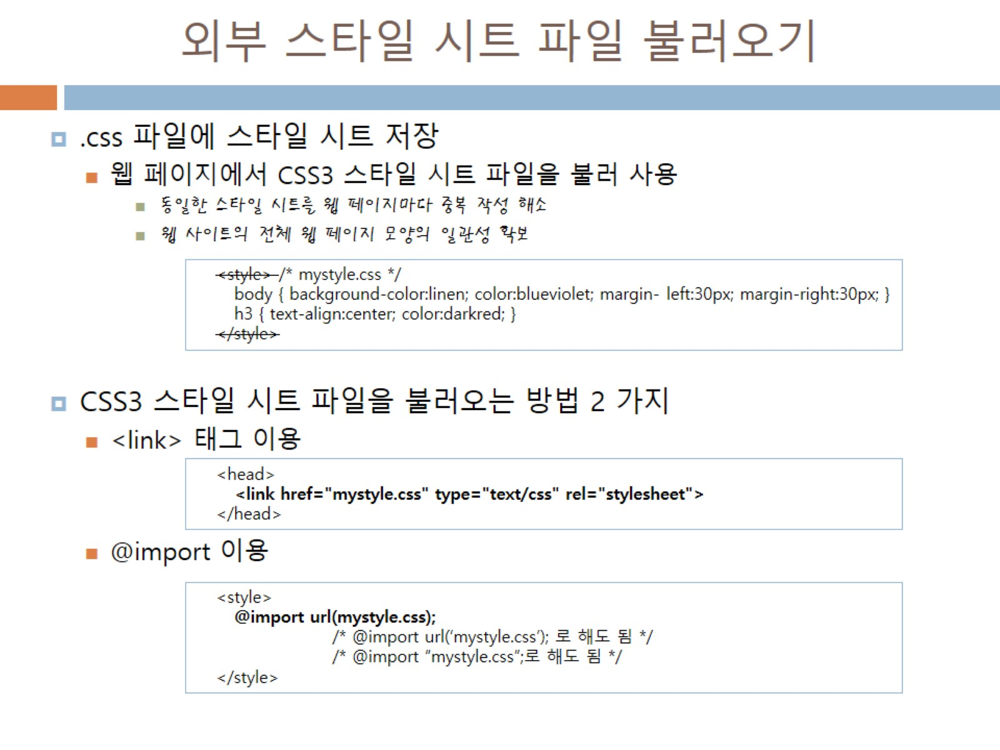 외부 스타일 시트 파일 불러오기
.css 파일에 스타일 시트 저장
웹 페이지에서 CSS3 스타일 시트 파일을 불러 사용
동일한 스타일 시트를 웹 페이지마다 중복 작성 해소
웹 사이트의 전체 웹 페이지 모양의 일관성 확보
<style> /* mystyle.css */
body { background-color:linen; color:blueviolet; margin- left:30px; margin-right:30px; }
h3 { text-align:center; color:darkred; }
</style>
CSS3 스타일 시트 파일을 불러오는 방법 2 가지
<link> 태그 이용
<head>
<link href="mystyle.css" type="text/css" rel="stylesheet">
</head>
@import 이용
<style>
@import url(mystyle.css);
/* @import url(‘mystyle.css’); 로 해도 됨 */
/* @import “mystyle.css”;로 해도 됨 */
</style>